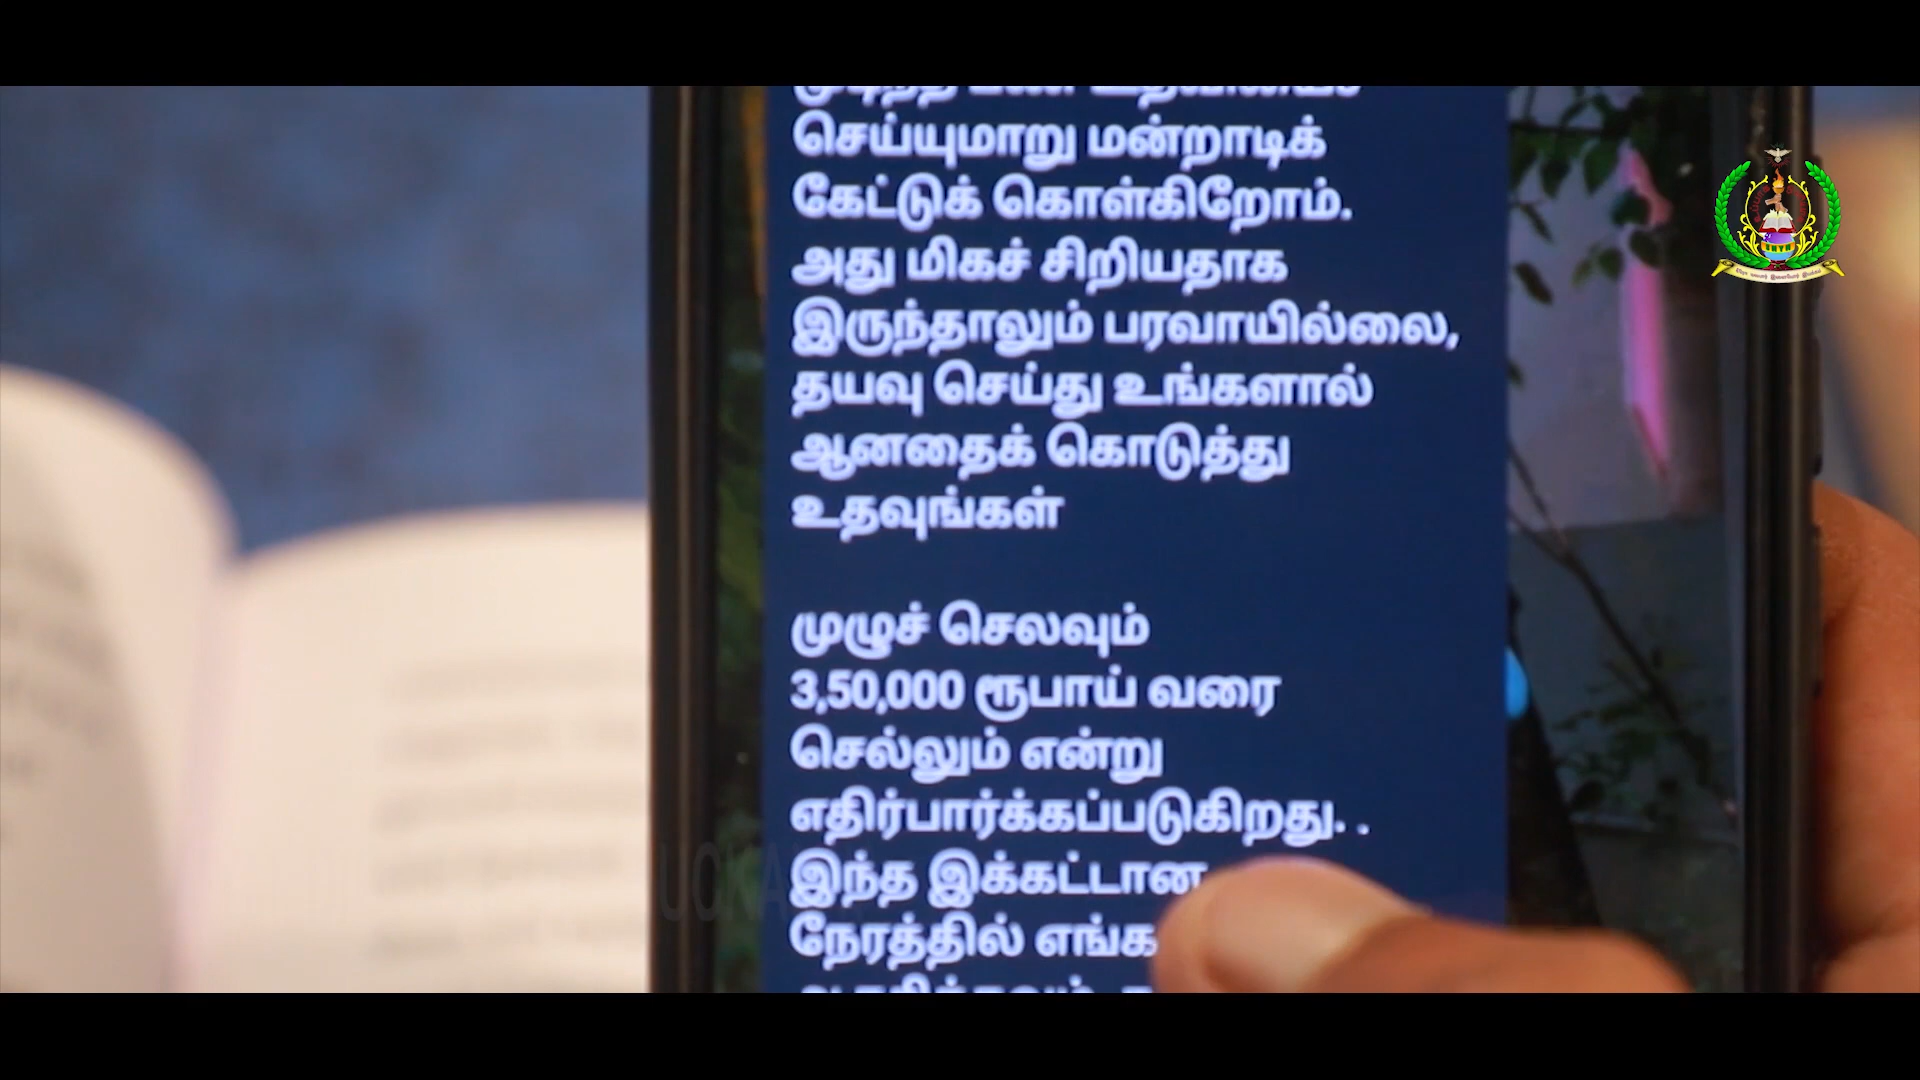 செய்யுமாறு மன்றாடிக்
கேட்டுக் கொள்கிறோம்.
அது மிகச் சிறியதாக
இருந்தாலும் பரவாயில்லை,
தயவு செய்து உங்களால்
ஆனதைக் கொடுத்து
உதவுங்கள்
முழுச் செலவும்
3,50,000 ரூபாய் வரை
செல்லும் என்று
எதிர்பார்க்கப்படுகிறது. .
இந்த இக்கட்டான
நேரத்தில்